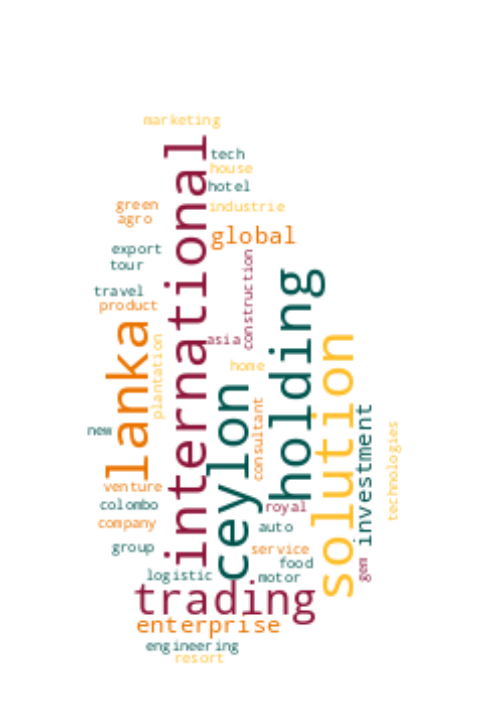 marketing
international
tech
house
hotel
green
industrie
agro
global
export
construction
tour
holding
travel
product
lanka
plantation
asia
solution
home
ceylon
consultant
investment
technologies
new
venture
colombo
royal
company
auto
group
service
food
gem
logistic
motor
trading
enterprise
engineering
resort